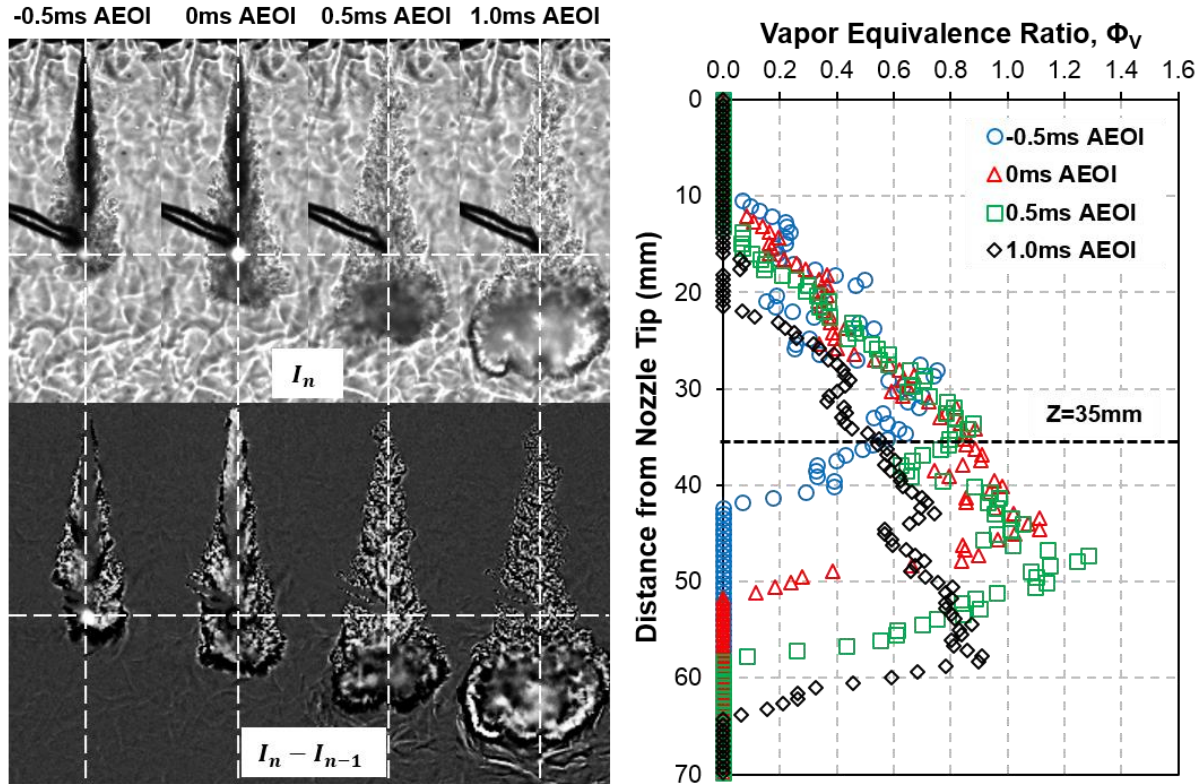 -0.5ms AEOI 0ms AEOI 0.5ms AEOI 1.0ms AEOI
I_n
I_n − I_{n−1}
Vapor Equivalence Ratio, Φ_V
0.0 0.2 0.4 0.6 0.8 1.0 1.2 1.4 1.6
Distance from Nozzle Tip (mm)
0
10
20
30
40
50
60
70
-0.5ms AEOI
0ms AEOI
0.5ms AEOI
1.0ms AEOI
Z=35mm